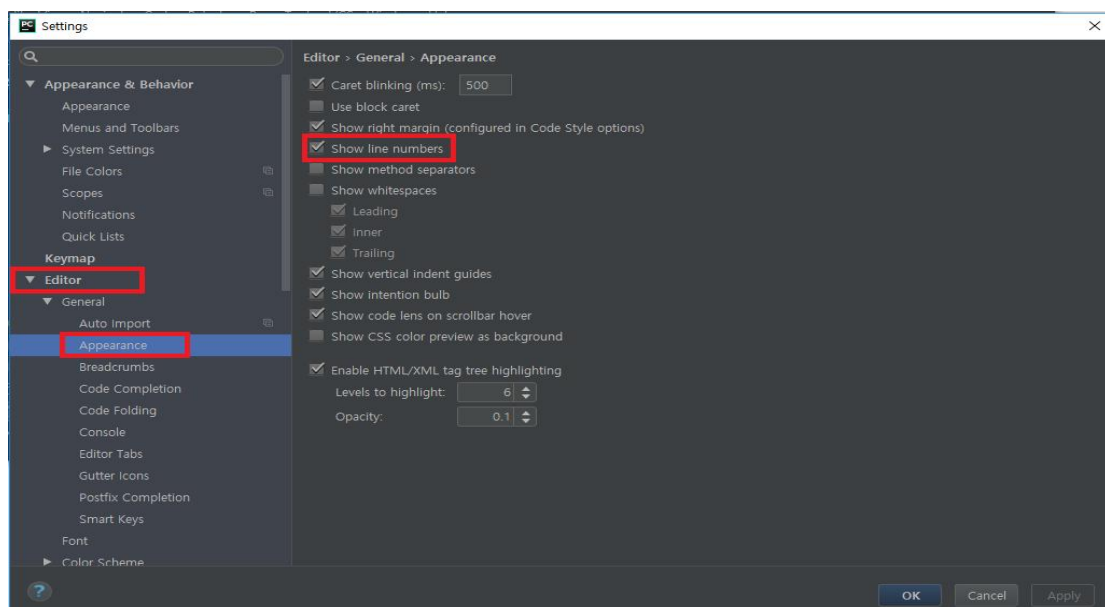 PC Settings
Appearance & Behavior
Appearance
Menus and Toolbars
System Settings
File Colors
Scopes
Notifications
Quick Lists
Keymap
Editor
General
Auto Import
Appearance
Breadcrumbs
Code Completion
Code Folding
Console
Editor Tabs
Gutter Icons
Postfix Completion
Smart Keys
Font
Color Scheme
Editor > General > Appearance
Caret blinking (ms): 500
Use block caret
Show right margin (configured in Code Style options)
Show line numbers
Show method separators
Show whitespaces
Leading
Inner
Trailing
Show vertical indent guides
Show intention bulb
Show code lens on scrollbar hover
Show CSS color preview as background
Enable HTML/XML tag tree highlighting
Levels to highlight: 6
Opacity: 0.1
?
OK Cancel Apply